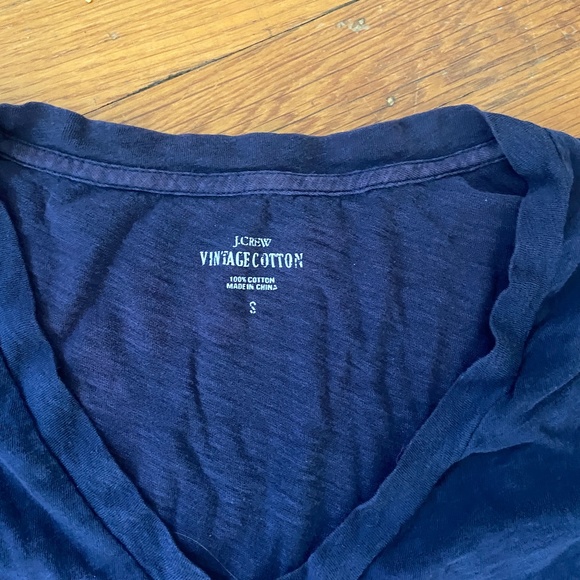 J.CREW
VINTAGE COTTON
100% COTTON
MADE IN CHINA
S